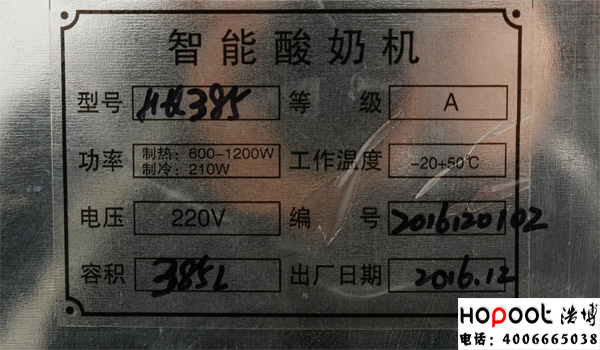 智能酸奶机
型号 HQ385 等级 A
功率 制热：600-1200W 制冷：210W 工作温度 -20+50℃
电压 220V 编号 2016120102
容积 385L 出厂日期 2016.12
HOPOOL 浩博
电话：4006665038